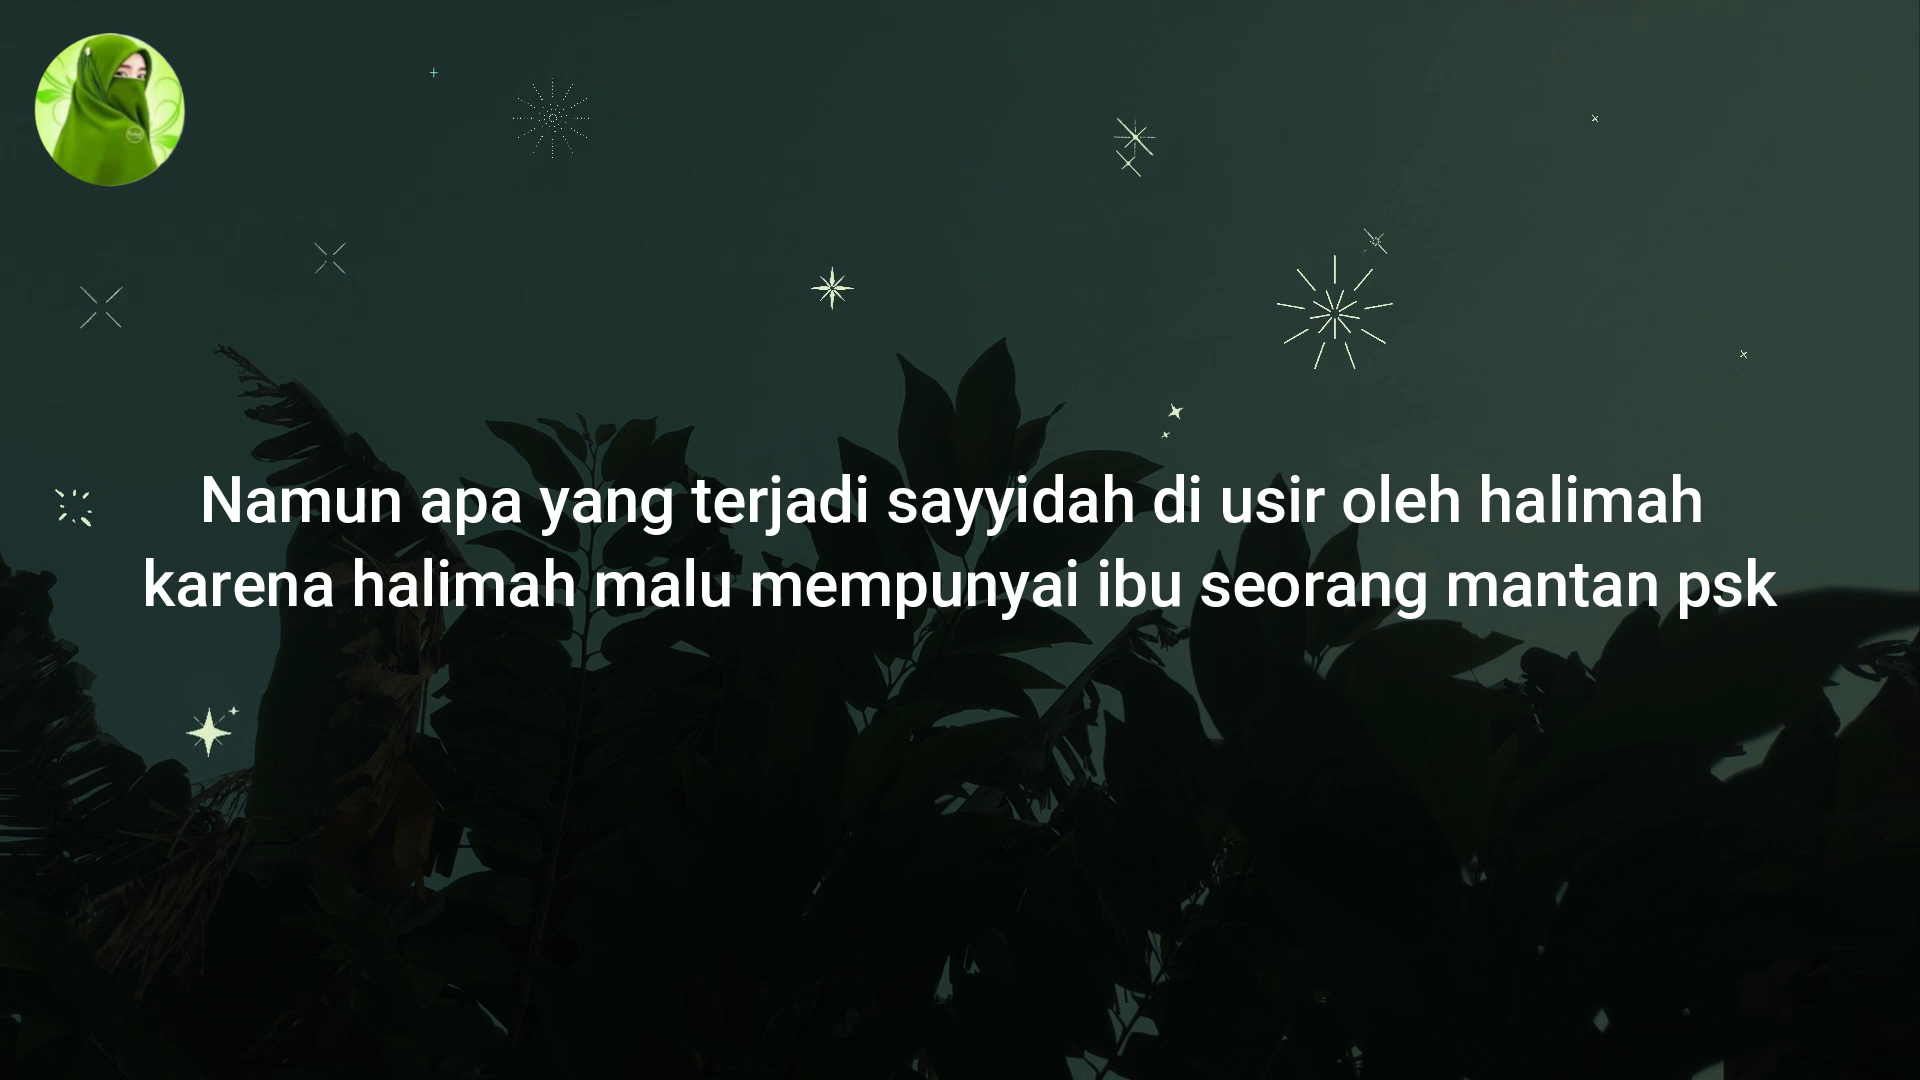 Namun apa yang terjadi sayyidah di usir oleh halimah
karena halimah malu mempunyai ibu seorang mantan psk